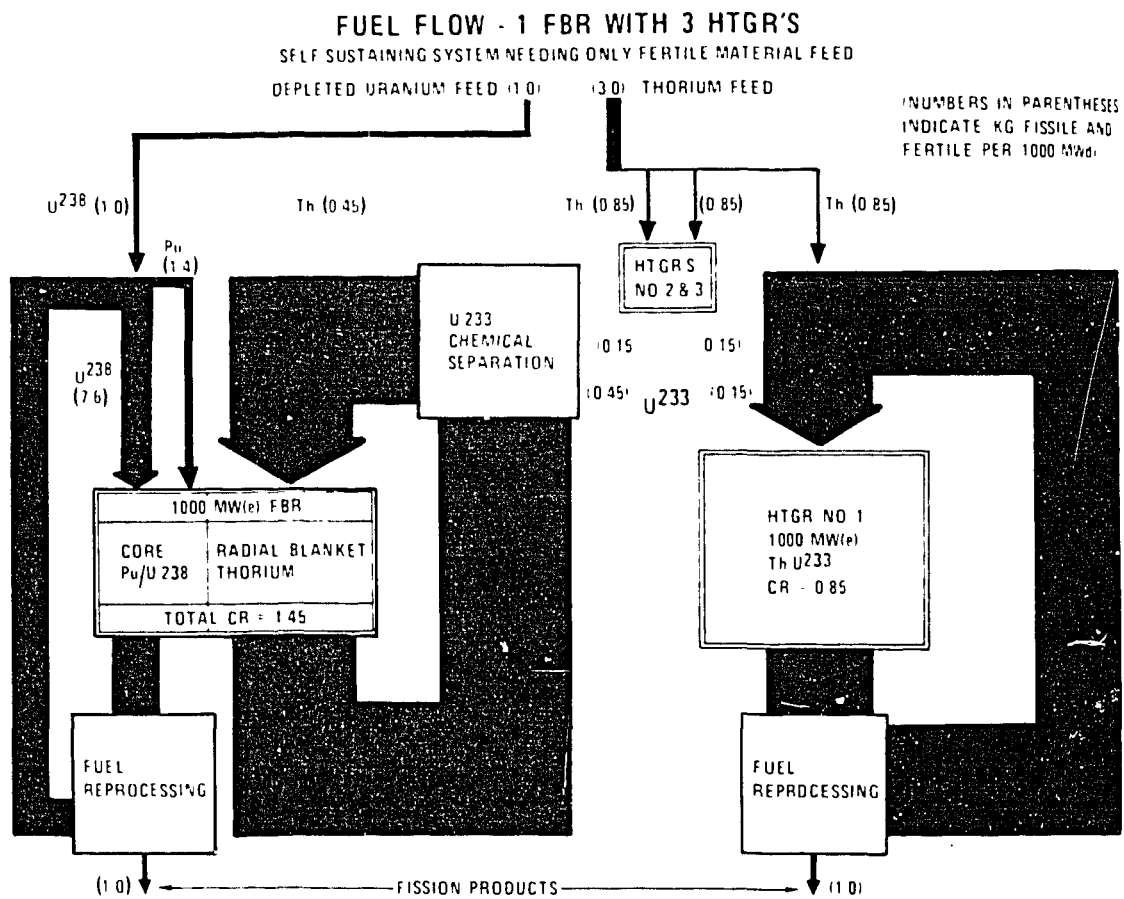 FUEL FLOW - 1 FBR WITH 3 HTGR'S
SELF SUSTAINING SYSTEM NEEDING ONLY FERTILE MATERIAL FEED
DEPLETED URANIUM FEED (1 0)
(3 0) THORIUM FEED
(NUMBERS IN PARENTHESES
INDICATE KG FISSILE AND
FERTILE PER 1000 MWd)
U238 (1 0)
Th (0 45)
Th (0 85)
(0 85)
Th (0 85)
Pu
(1 4)
HTGR S
NO 2 & 3
U 233
CHEMICAL
SEPARATION
(0 15
0 15)
U238
(7 6)
(0 45)
U233
(0 15)
1000 MW(e) FBR
CORE
Pu/U 238
RADIAL BLANKET
THORIUM
TOTAL CR = 1 45
HTGR NO 1
1000 MW(e)
Th U233
CR - 0 85
FUEL
REPROCESSING
FUEL
REPROCESSING
(1 0)
FISSION PRODUCTS
(1 0)